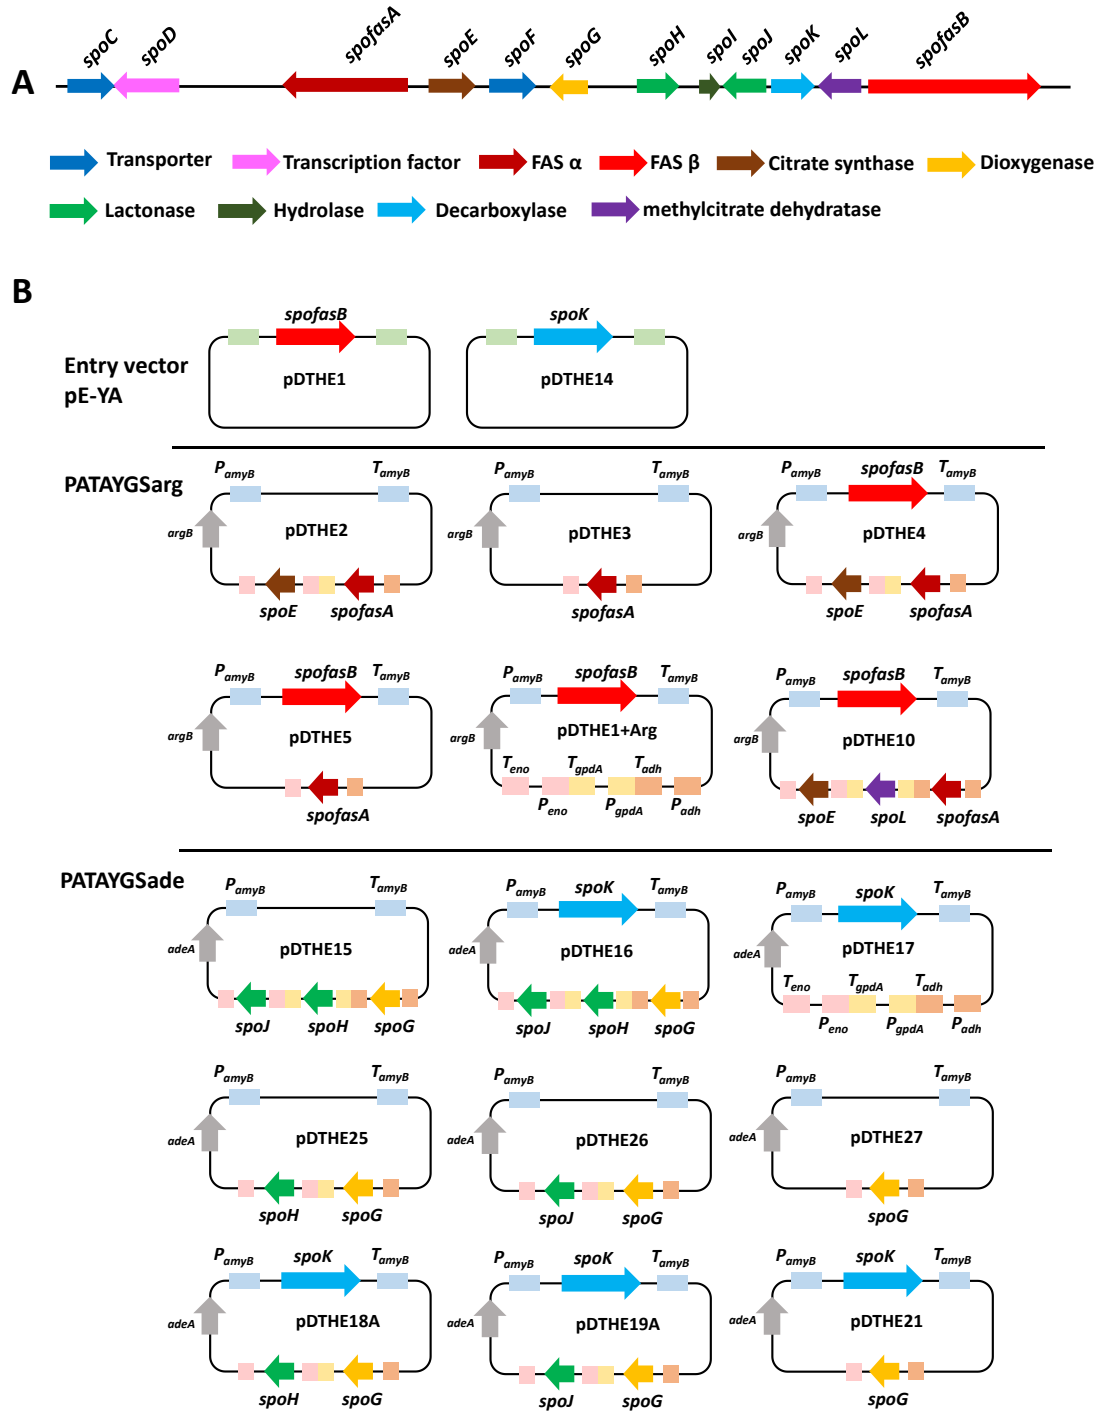 A
spoC spoD spofasA spoE spoF spoG spoH spoI spoJ spoK spoL spofasB
Transporter Transcription factor FAS α FAS β Citrate synthase Dioxygenase
Lactonase Hydrolase Decarboxylase methylcitrate dehydratase
B
spofasB spoK
Entry vector
pE-YA
pDTHE1 pDTHE14
PATAYGSarg
PamyB TamyB PamyB TamyB PamyB spofasB TamyB
argB pDTHE2 argB pDTHE3 argB pDTHE4
spoE spofasA spofasA spoE spofasA
PamyB spofasB TamyB PamyB spofasB TamyB PamyB spofasB TamyB
argB pDTHE5 argB pDTHE1+Arg argB pDTHE10
Teno TgpdA Tadh
Peno PgpdA Padh
spofasA spoE spoL spofasA
PATAYGSade
PamyB TamyB PamyB spoK TamyB PamyB spoK TamyB
adeA pDTHE15 adeA pDTHE16 adeA pDTHE17
Teno TgpdA Tadh
spoJ spoH spoG spoJ spoH spoG Peno PgpdA Padh
PamyB TamyB PamyB TamyB PamyB TamyB
adeA pDTHE25 adeA pDTHE26 adeA pDTHE27
spoH spoG spoJ spoG spoG
PamyB spoK TamyB PamyB spoK TamyB PamyB spoK TamyB
adeA pDTHE18A adeA pDTHE19A adeA pDTHE21
spoH spoG spoJ spoG spoG